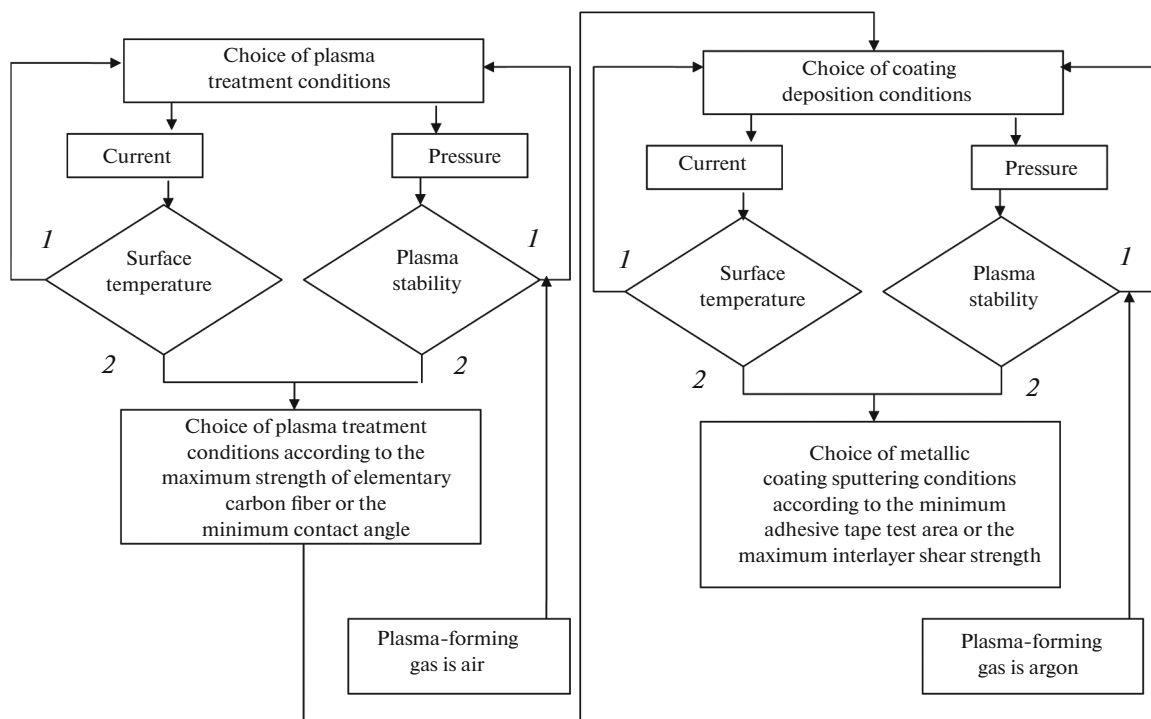 Choice of plasma
treatment conditions
Current
Pressure
1
Surface
temperature
Plasma
stability
1
2
2
Choice of plasma treatment
conditions according to the
maximum strength of elementary
carbon fiber or the
minimum contact angle
Plasma-forming
gas is air
Choice of coating
deposition conditions
Current
Pressure
1
Surface
temperature
Plasma
stability
1
2
2
Choice of metallic
coating sputtering conditions
according to the minimum
adhesive tape test area or the
maximum interlayer shear strength
Plasma-forming
gas is argon